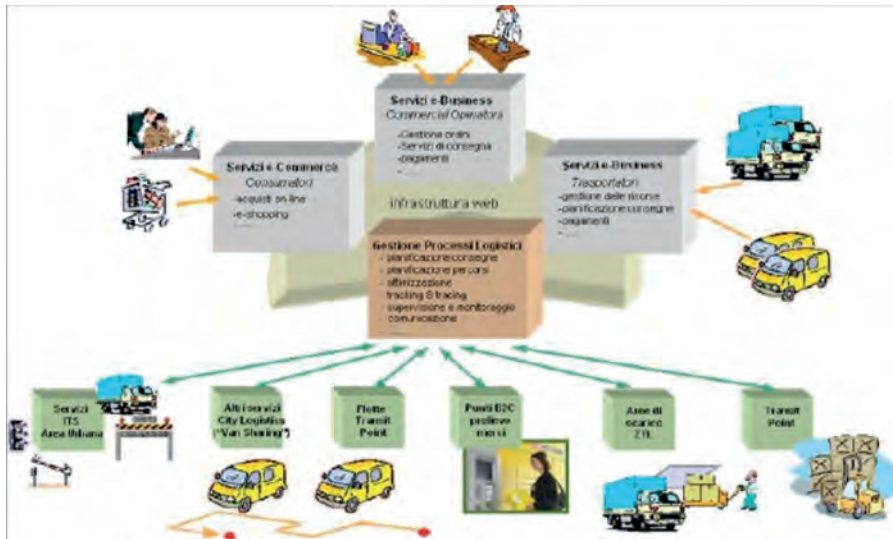 Servizi e-Business
Commercial Operators
-Gestione ordini
-Servizi di consegna
-pagamenti
-......
Servizi e-Commerce
Consumatori
-acquisti on-line
-e-shopping
......
Servizi e-Business
Trasportatori
-gestione delle risorse
-pianificazione consegne
-pagamenti
-......
infrastruttura web
Gestione Processi Logistici
- pianificazione consegne
- pianificazione percorsi
- ottimizzazione
- tracking & tracing
- supervisione e monitoraggio
- comunicazione
......
Servizi
ITS
Area Urbana
Altri servizi
City Logistics
("Van Sharing")
Flotte
Transit
Point
Punti B2C
prelievo
merci
Aree di
scarico
ZTL
Transit
Point